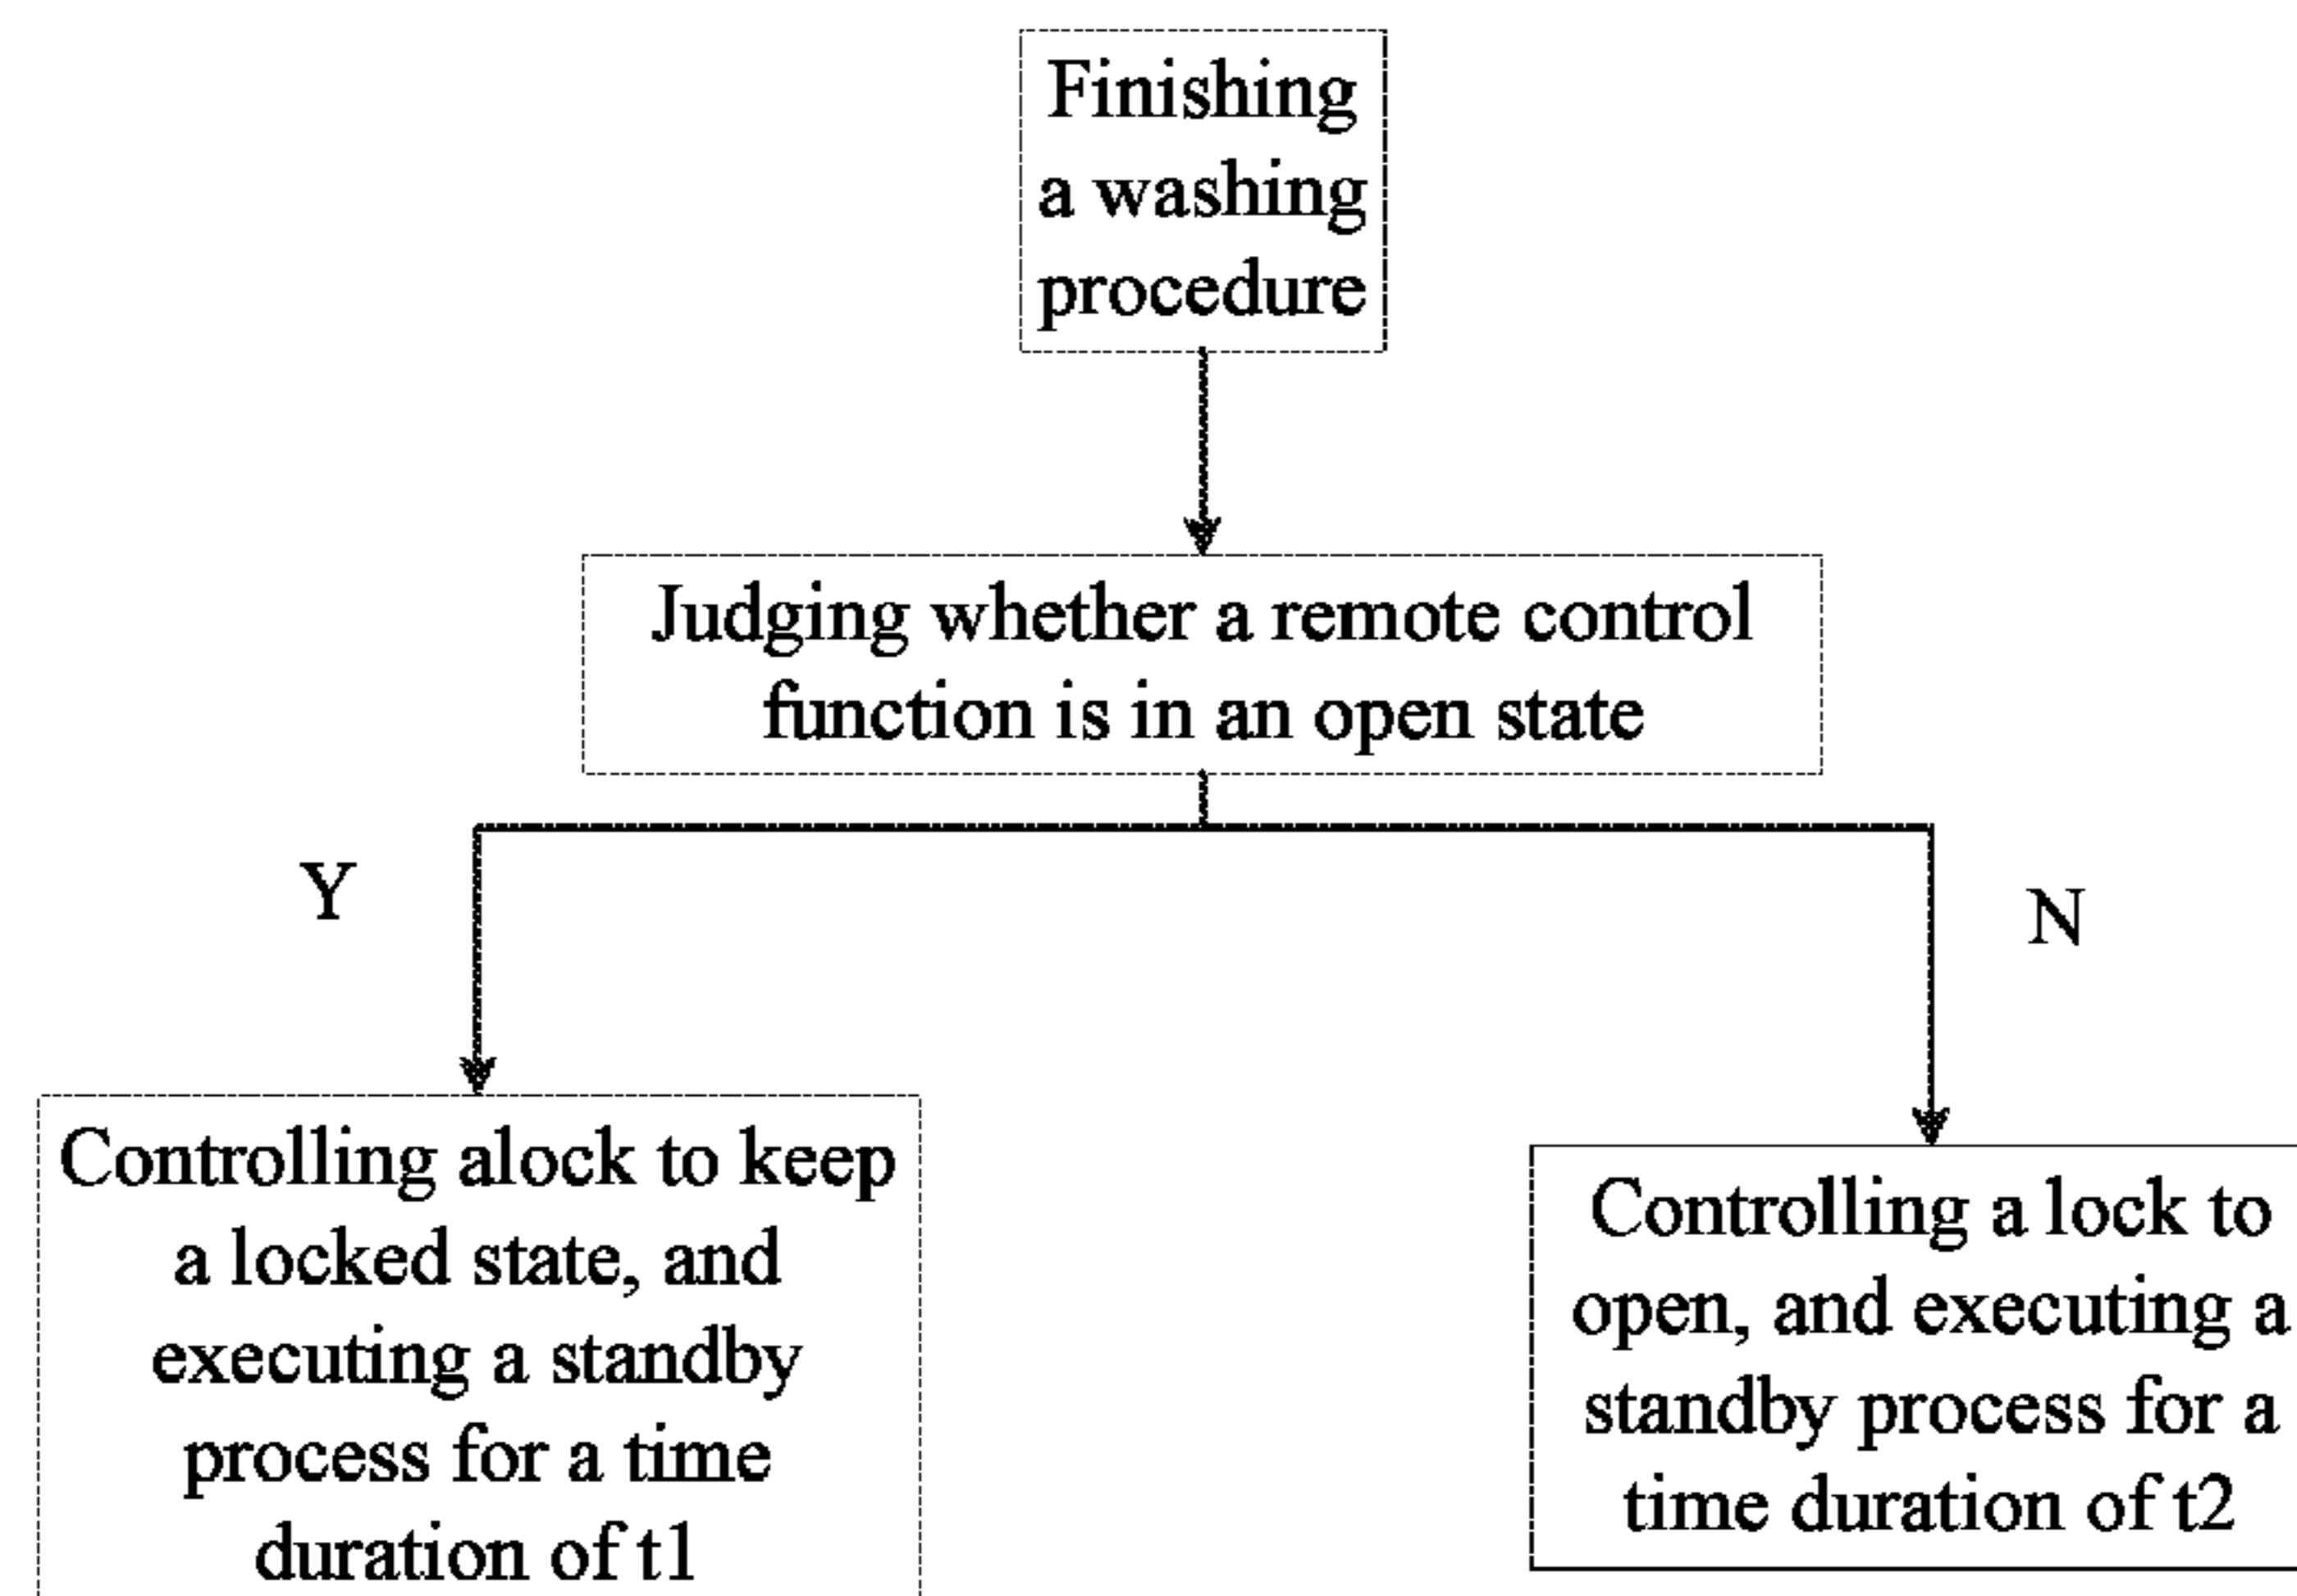 Finishing
a washing
procedure
Judging whether a remote control
function is in an open state
Y
N
Controlling alock to keep
a locked state, and
executing a standby
process for a time
duration of t1
Controlling a lock to
open, and executing a
standby process for a
time duration of t2